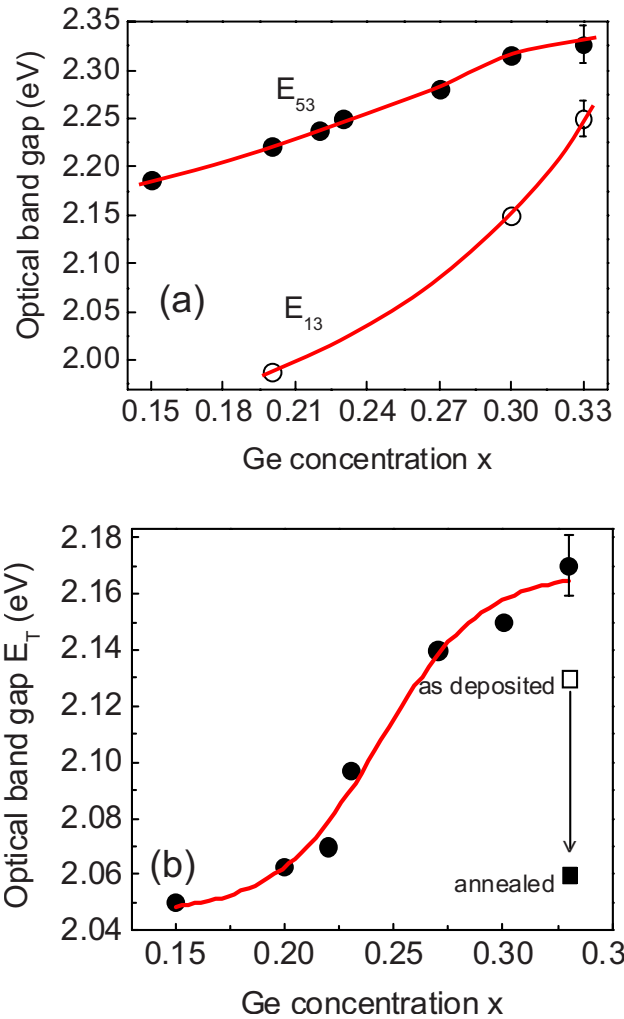 2.35
2.30
2.25
2.20
2.15
2.10
2.05
2.00
Optical band gap (eV)
E53
E13
(a)
0.15 0.18 0.21 0.24 0.27 0.30 0.33
Ge concentration x
2.18
2.16
2.14
2.12
2.10
2.08
2.06
2.04
Optical band gap ET (eV)
as deposited
annealed
(b)
0.15 0.20 0.25 0.30 0.3
Ge concentration x